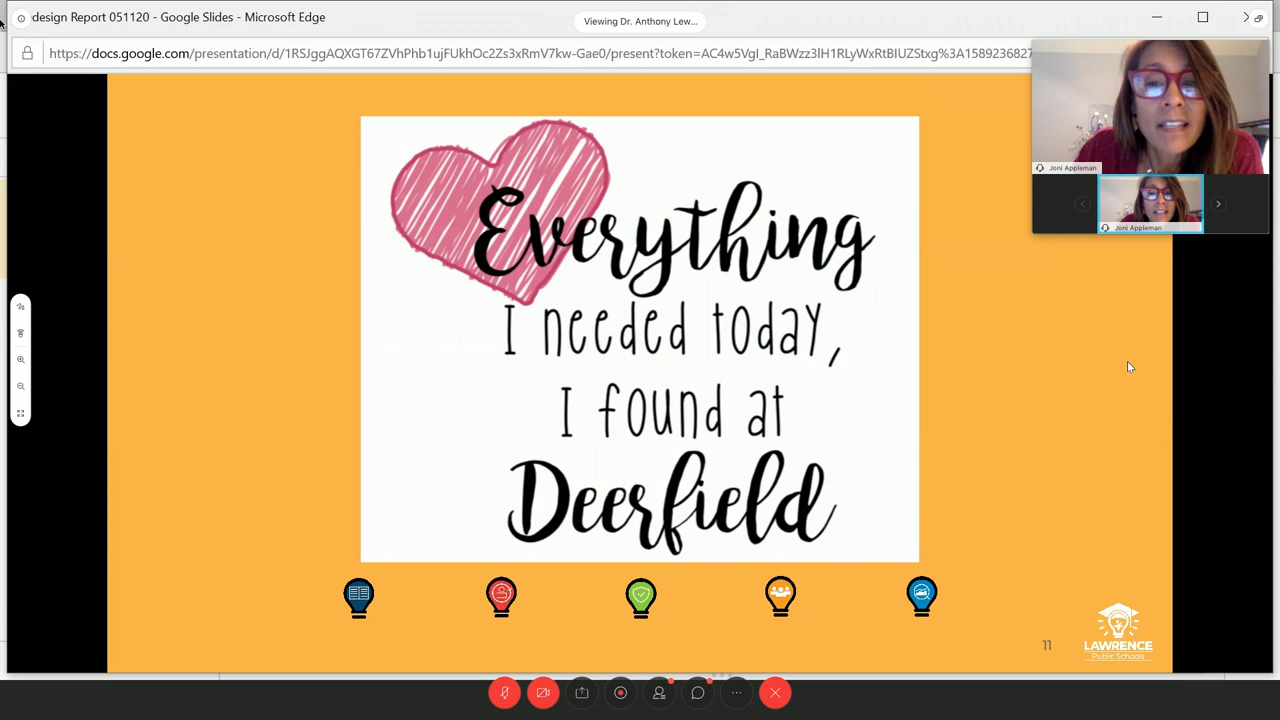 design Report 051120 - Google Slides - Microsoft Edge
Viewing Dr. Anthony Lew...
https://docs.google.com/presentation/d/1RSJggAQXGT67ZVhPhb1ujFUkhOc2Zs3xRmV7kw-Gae0/present?token=AC4w5VgI_RaBWzz3lH1RLyWxRtBIUZStxg%3A1589236827
Joni Appleman
Joni Appleman
Everything
I needed today,
I found at
Deerfield
11
LAWRENCE
Public Schools